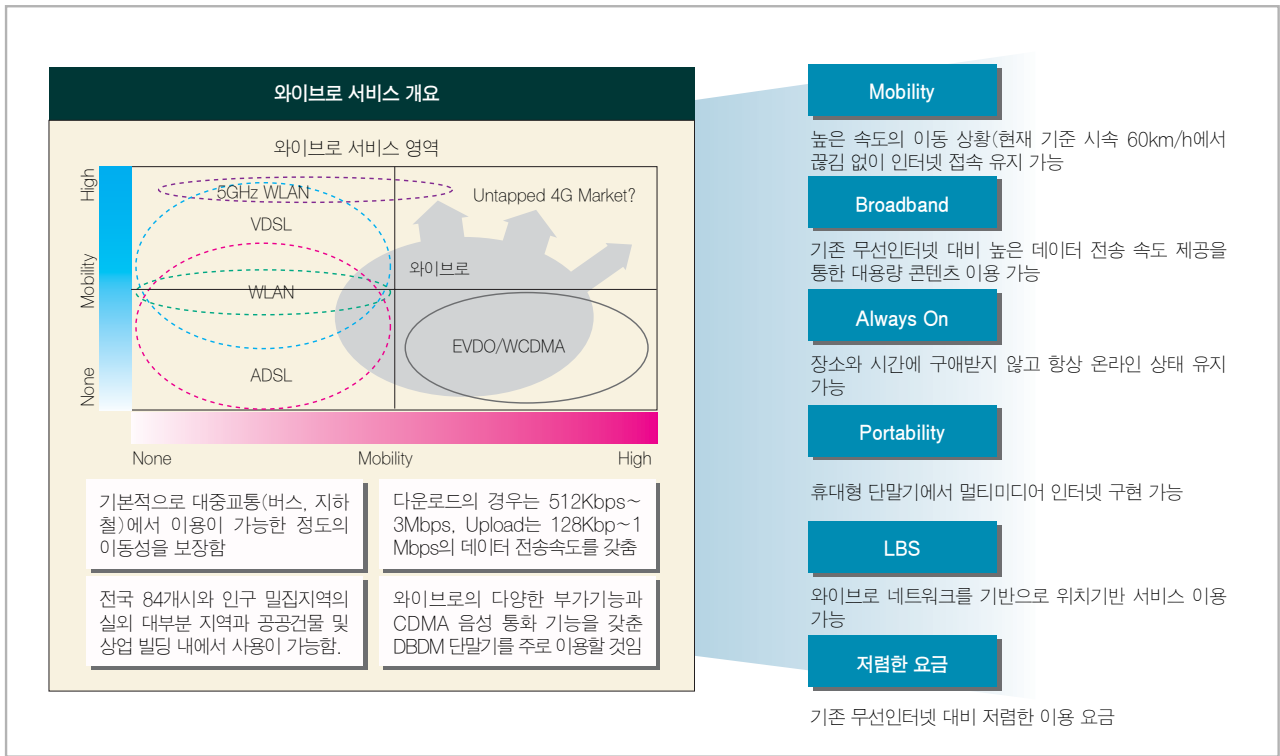 와이브로 서비스 개요
와이브로 서비스 영역
High
Mobility
None
5GHz WLAN
VDSL
WLAN
ADSL
Untapped 4G Market?
와이브로
EVDO/WCDMA
None
Mobility
High
기본적으로 대중교통(버스, 지하
철)에서 이용이 가능한 정도의
이동성을 보장함
다운로드의 경우는 512Kbps~
3Mbps, Upload는 128Kbp~1
Mbps의 데이터 전송속도를 갖춤
전국 84개시와 인구 밀집지역의
실외 대부분 지역과 공공건물 및
상업 빌딩 내에서 사용이 가능함.
와이브로의 다양한 부가기능과
CDMA 음성 통화 기능을 갖춘
DBDM 단말기를 주로 이용할 것임
Mobility
높은 속도의 이동 상황(현재 기준 시속 60km/h에서
끊김 없이 인터넷 접속 유지 가능
Broadband
기존 무선인터넷 대비 높은 데이터 전송 속도 제공을
통한 대용량 콘텐츠 이용 가능
Always On
장소와 시간에 구애받지 않고 항상 온라인 상태 유지
가능
Portability
휴대형 단말기에서 멀티미디어 인터넷 구현 가능
LBS
와이브로 네트워크를 기반으로 위치기반 서비스 이용
가능
저렴한 요금
기존 무선인터넷 대비 저렴한 이용 요금